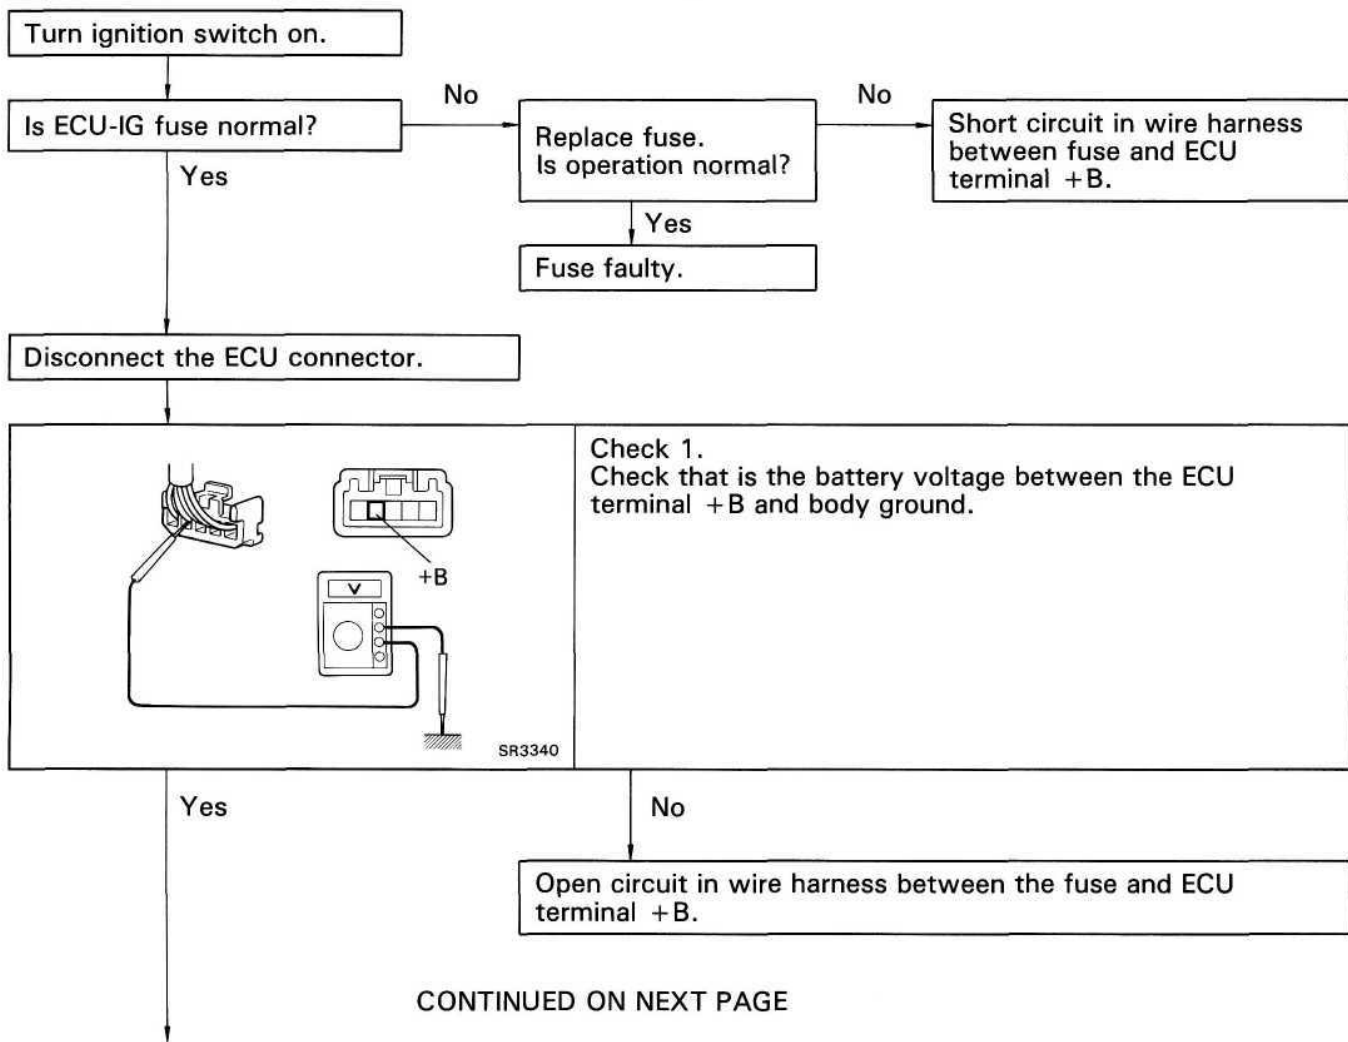 Turn ignition switch on.
Is ECU-IG fuse normal?
No
Replace fuse.
Is operation normal?
No
Short circuit in wire harness
between fuse and ECU
terminal +B.
Yes
Yes
Fuse faulty.
Disconnect the ECU connector.
Check 1.
Check that is the battery voltage between the ECU
terminal +B and body ground.
+B
V
SR3340
Yes
No
Open circuit in wire harness between the fuse and ECU
terminal +B.
CONTINUED ON NEXT PAGE